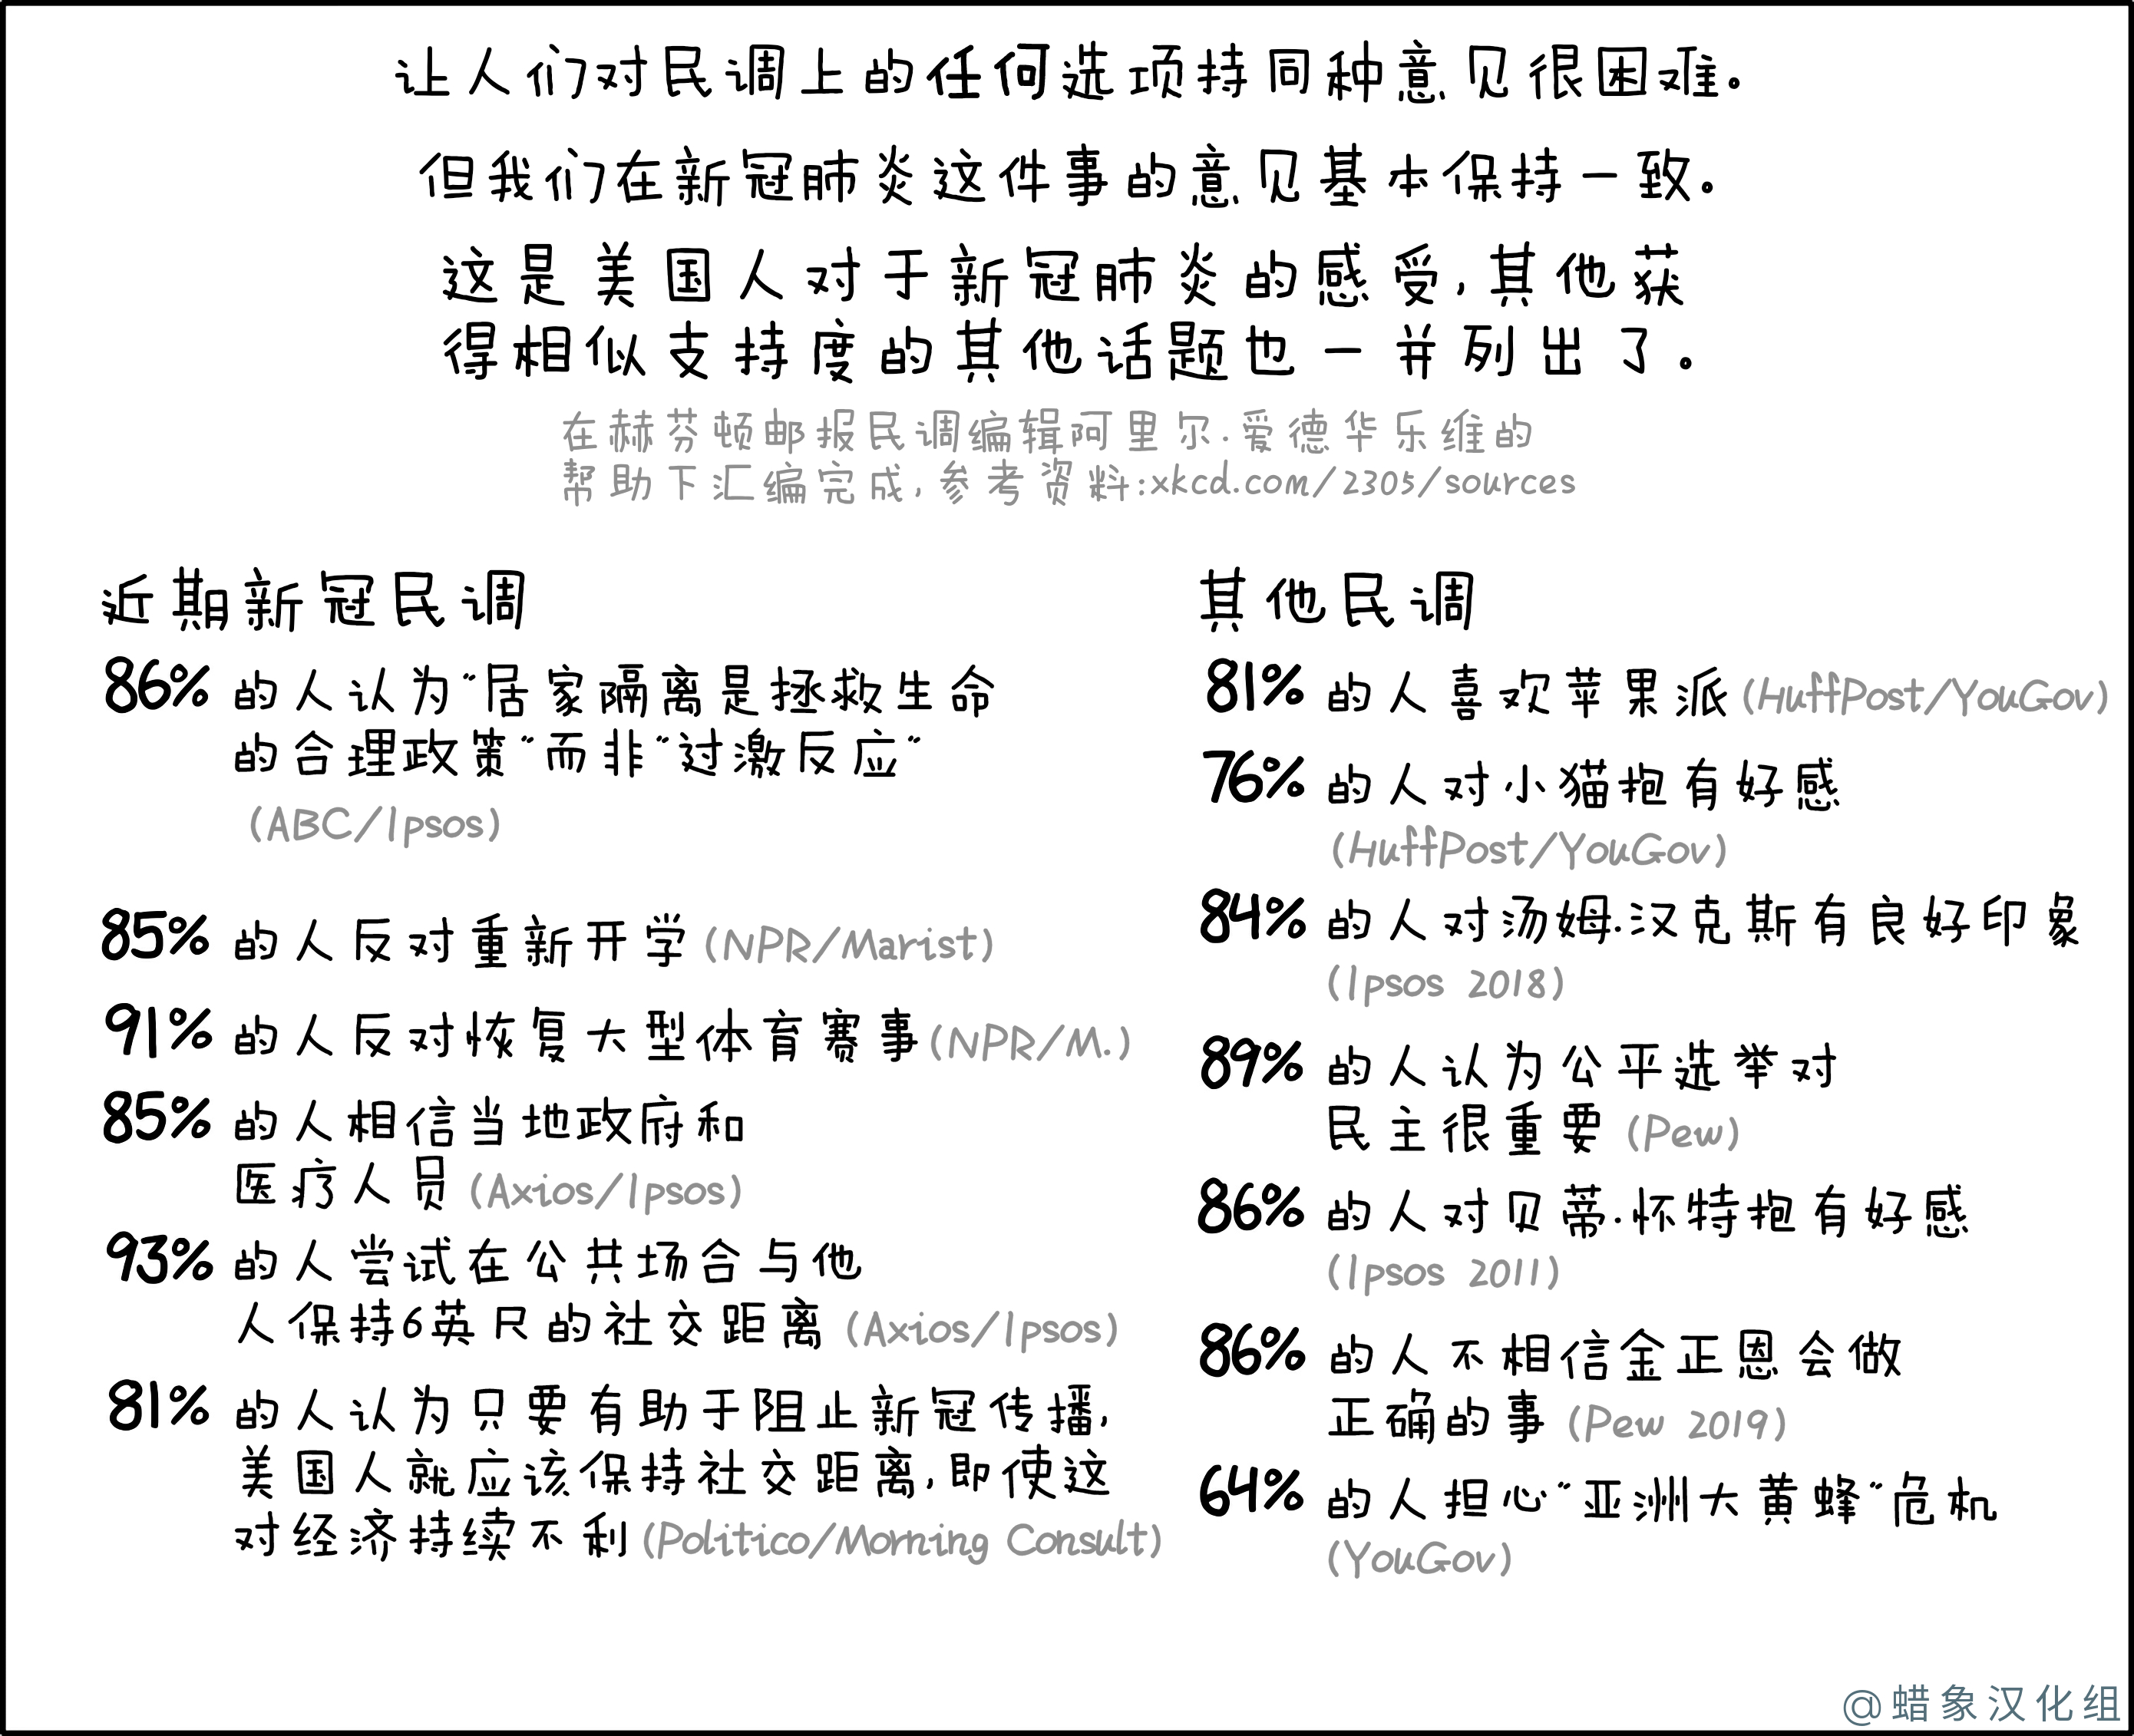 让人们对民调上的任何选项持同种意见很困难。
但我们在新冠肺炎这件事的意见基本保持一致。
这是美国人对于新冠肺炎的感受,其他获
得相似支持度的其他话题也一并列出了。
在赫芬顿邮报民调编辑阿里尔·爱德华乐维的
帮助下汇编完成,参考资料:xkcd.com/2305/sources
近期新冠民调
86% 的人认为"居家隔离是拯救生命
的合理政策"而非"过激反应"
(ABC/Ipsos)
85% 的人反对重新开学 (NPR/Marist)
91% 的人反对恢复大型体育赛事(NPR/M.)
85% 的人相信当地政府和
医疗人员 (Axios/Ipsos)
93% 的人尝试在公共场合与他
人保持6英尺的社交距离 (Axios/Ipsos)
81% 的人认为只要有助于阻止新冠传播,
美国人就应该保持社交距离,即使这
对经济持续不利 (Politico/Morning Consult)
其他民调
81% 的人喜欢苹果派 (HuffPost/YouGov)
76% 的人对小猫抱有好感
(HuffPost/YouGov)
84% 的人对汤姆·汉克斯有良好印象
(Ipsos 2018)
89% 的人认为公平选举对
民主很重要 (Pew)
86% 的人对贝蒂·怀特抱有好感
(Ipsos 2011)
86% 的人不相信金正恩会做
正确的事 (Pew 2019)
64% 的人担心"亚洲大黄蜂"危机
(YouGov)
@蜡象汉化组